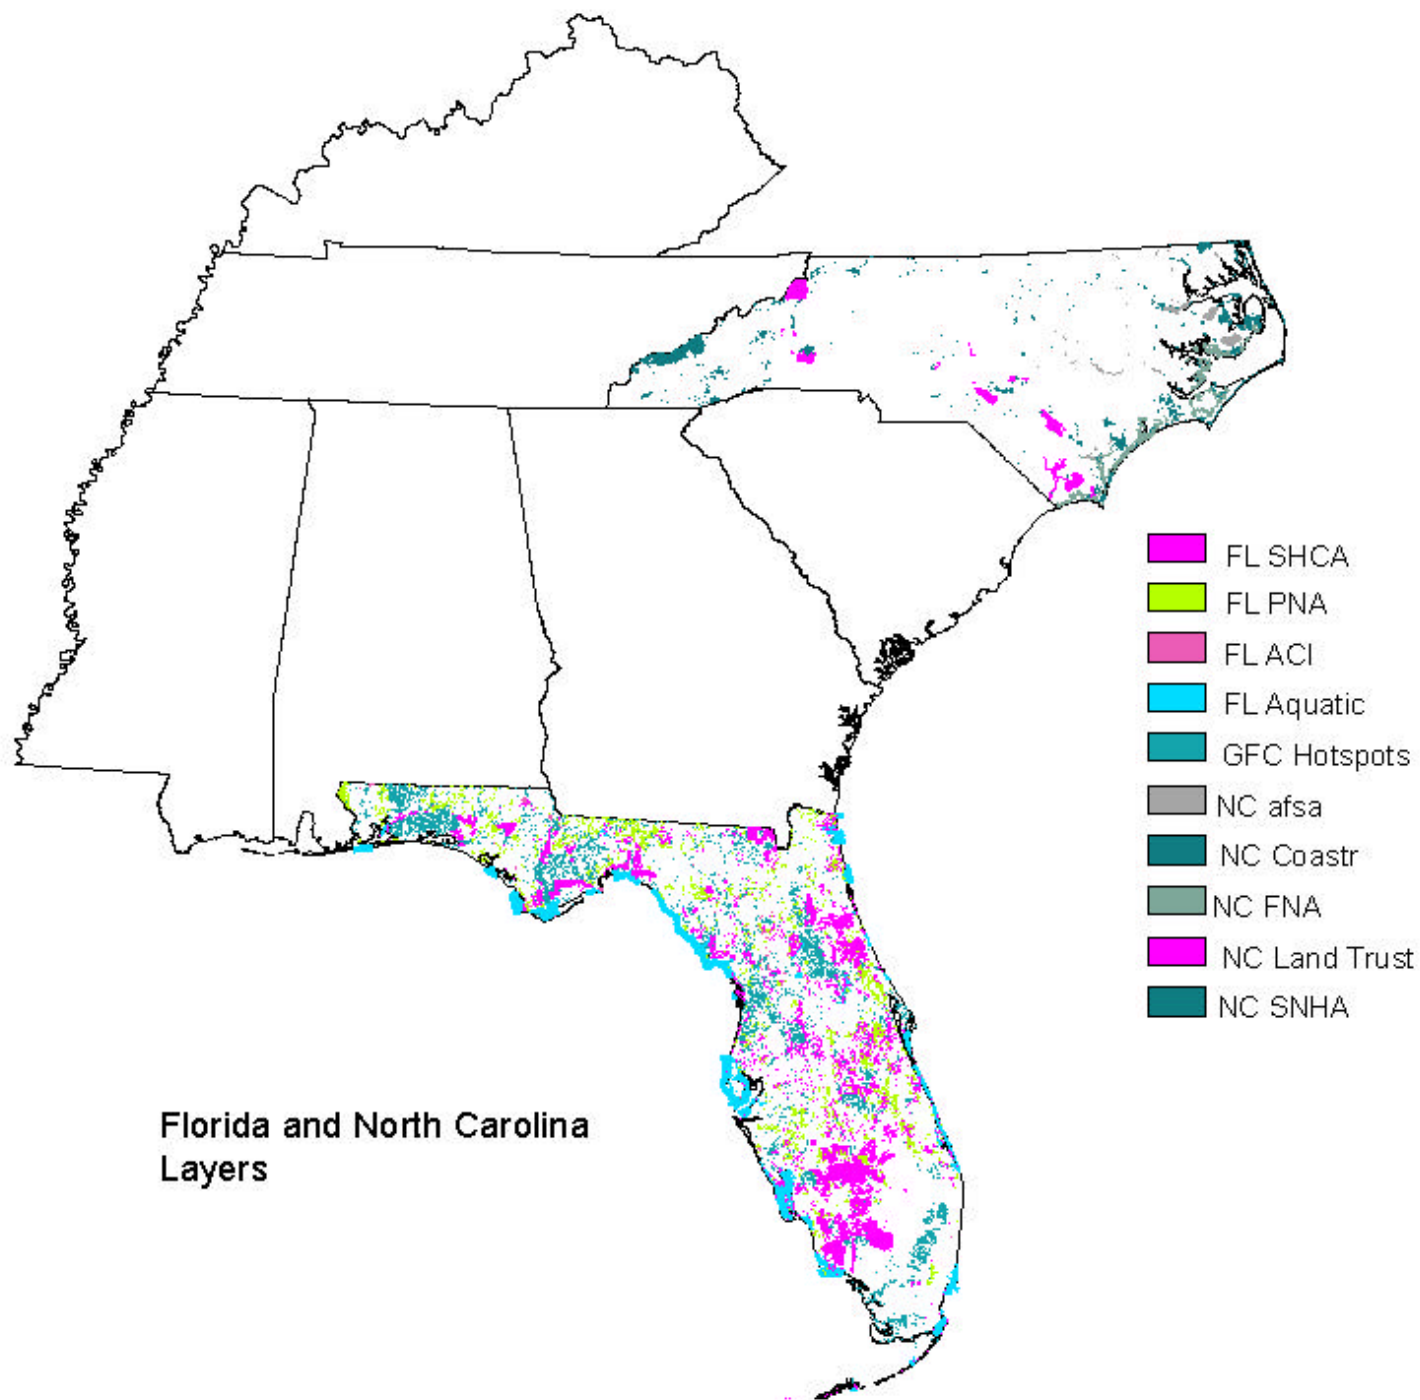 FL SHCA
FL PNA
FL ACI
FL Aquatic
GFC Hotspots
NC afsa
NC Coastr
NC FNA
NC Land Trust
NC SNHA
Florida and North Carolina
Layers